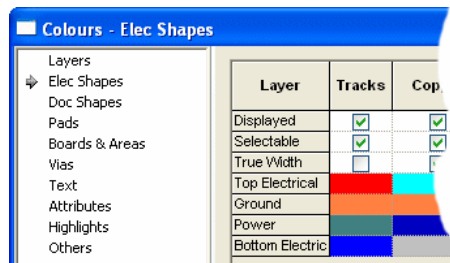 Colours - Elec Shapes
Layers
Elec Shapes
Doc Shapes
Pads
Boards & Areas
Vias
Text
Attributes
Highlights
Others
Layer Tracks
Displayed
Selectable
True Width
Top Electrical
Ground
Power
Bottom Electric